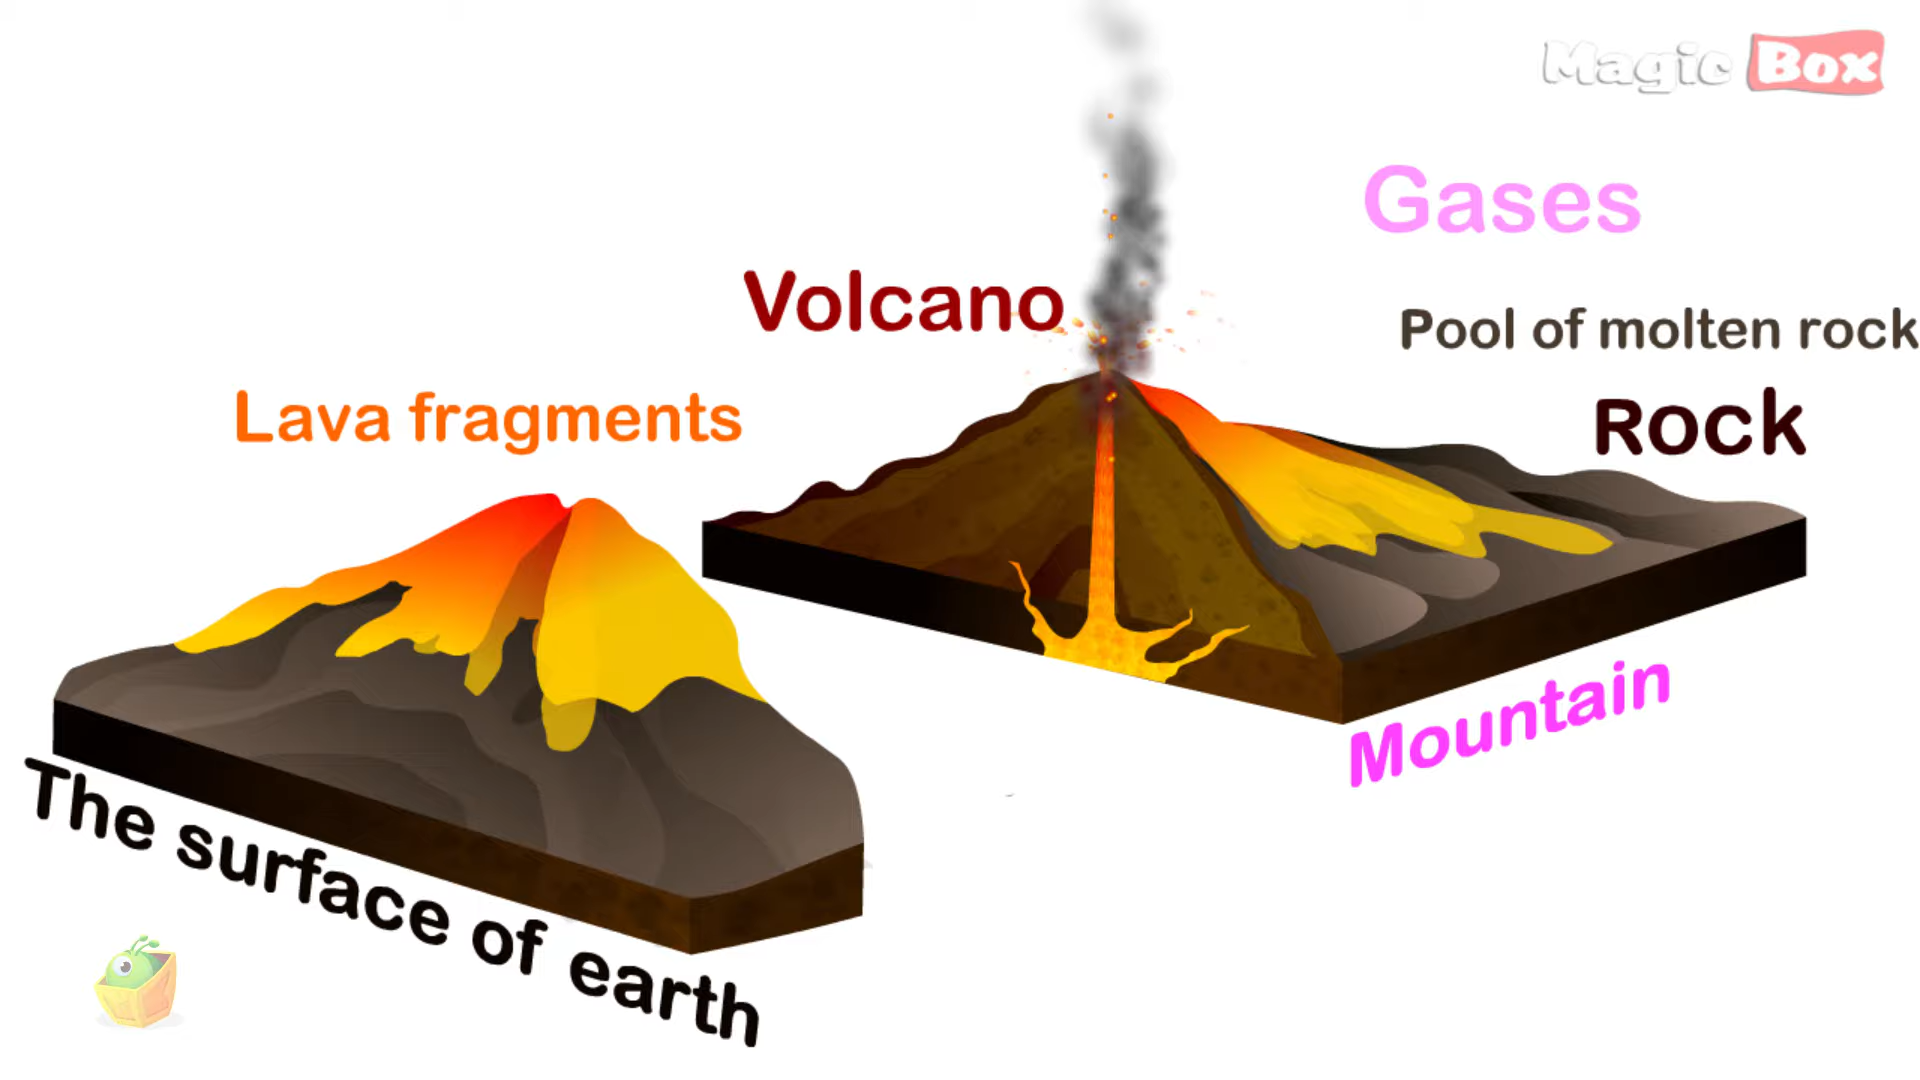 Magic Box
Gases
Volcano
Pool of molten rock
Rock
Lava fragments
Mountain
The surface of earth